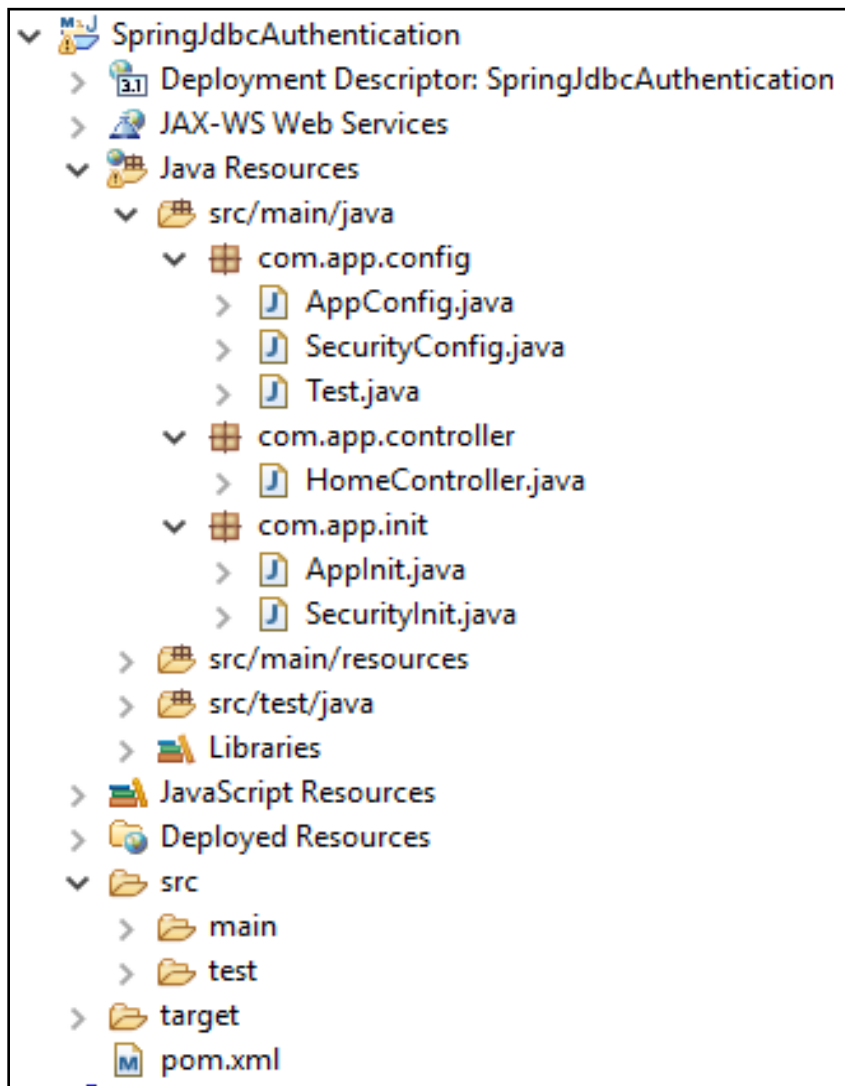 SpringJdbcAuthentication
3.1 Deployment Descriptor: SpringJdbcAuthentication
JAX-WS Web Services
Java Resources
src/main/java
com.app.config
J AppConfig.java
J SecurityConfig.java
J Test.java
com.app.controller
J HomeController.java
com.app.init
J AppInit.java
J SecurityInit.java
src/main/resources
src/test/java
Libraries
JavaScript Resources
Deployed Resources
src
main
test
target
M pom.xml